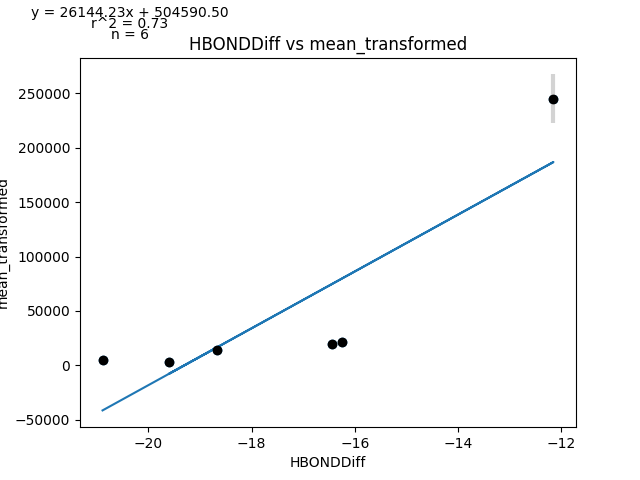 y = 26144.23x + 504590.50
r^2 = 0.73
n = 6
HBONDDiff vs mean_transformed
250000
200000
150000
100000
50000
0
−50000
mean_transformed
−20
−18
−16
−14
−12
HBONDDiff